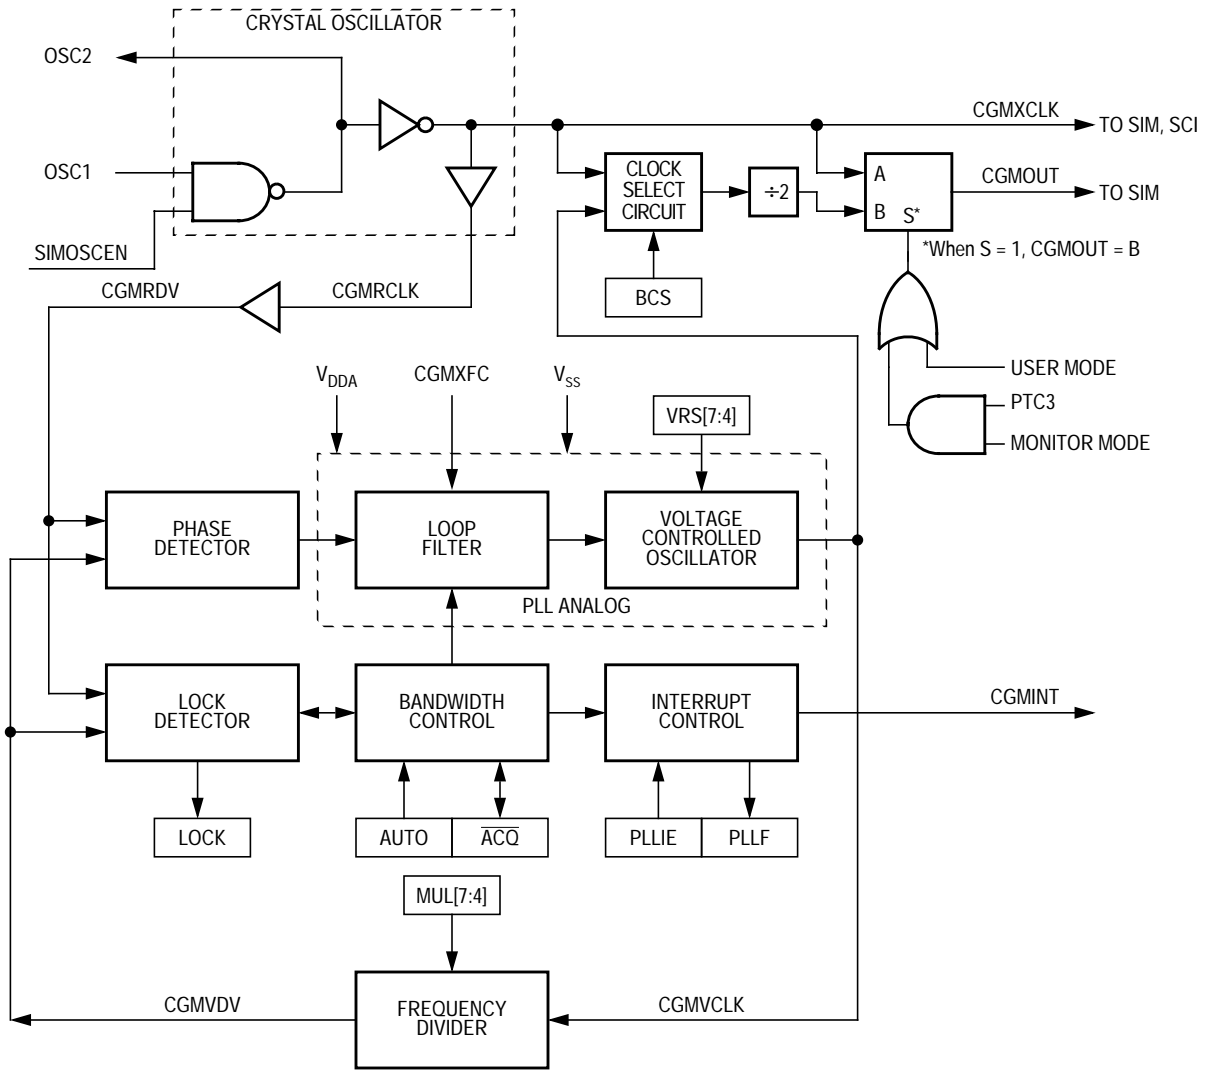 CRYSTAL OSCILLATOR
OSC2
CGMXCLK
TO SIM, SCI
OSC1
CLOCK
SELECT
CIRCUIT
÷2
A
B
S*
CGMOUT
TO SIM
SIMOSCEN
*When S = 1, CGMOUT = B
CGMRDV
CGMRCLK
BCS
VDDA
CGMXFC
VSS
VRS[7:4]
USER MODE
PTC3
MONITOR MODE
PHASE
DETECTOR
LOOP
FILTER
VOLTAGE
CONTROLLED
OSCILLATOR
PLL ANALOG
LOCK
DETECTOR
BANDWIDTH
CONTROL
INTERRUPT
CONTROL
CGMINT
LOCK
AUTO
A̅C̅Q̅
PLLIE
PLLF
MUL[7:4]
CGMVDV
FREQUENCY
DIVIDER
CGMVCLK